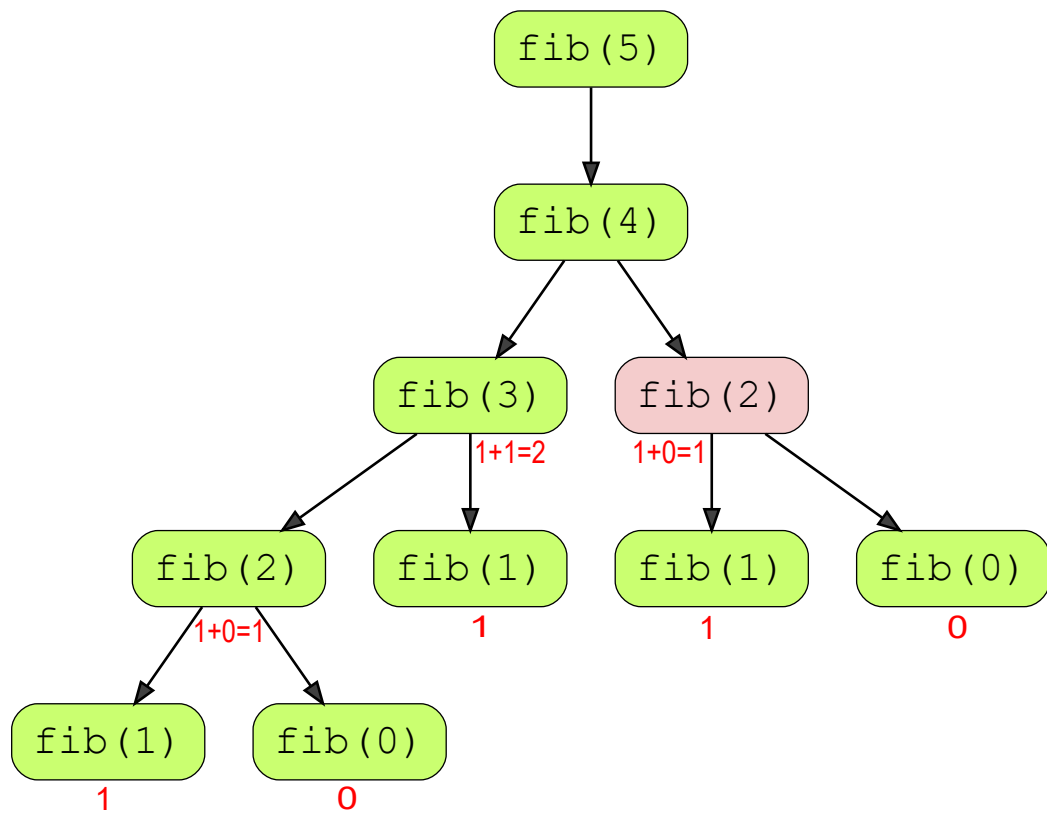 fib(5)
fib(4)
fib(3)
fib(2)
1+1=2
1+0=1
fib(2)
fib(1)
fib(1)
fib(0)
1+0=1
1
1
0
fib(1)
fib(0)
1
0